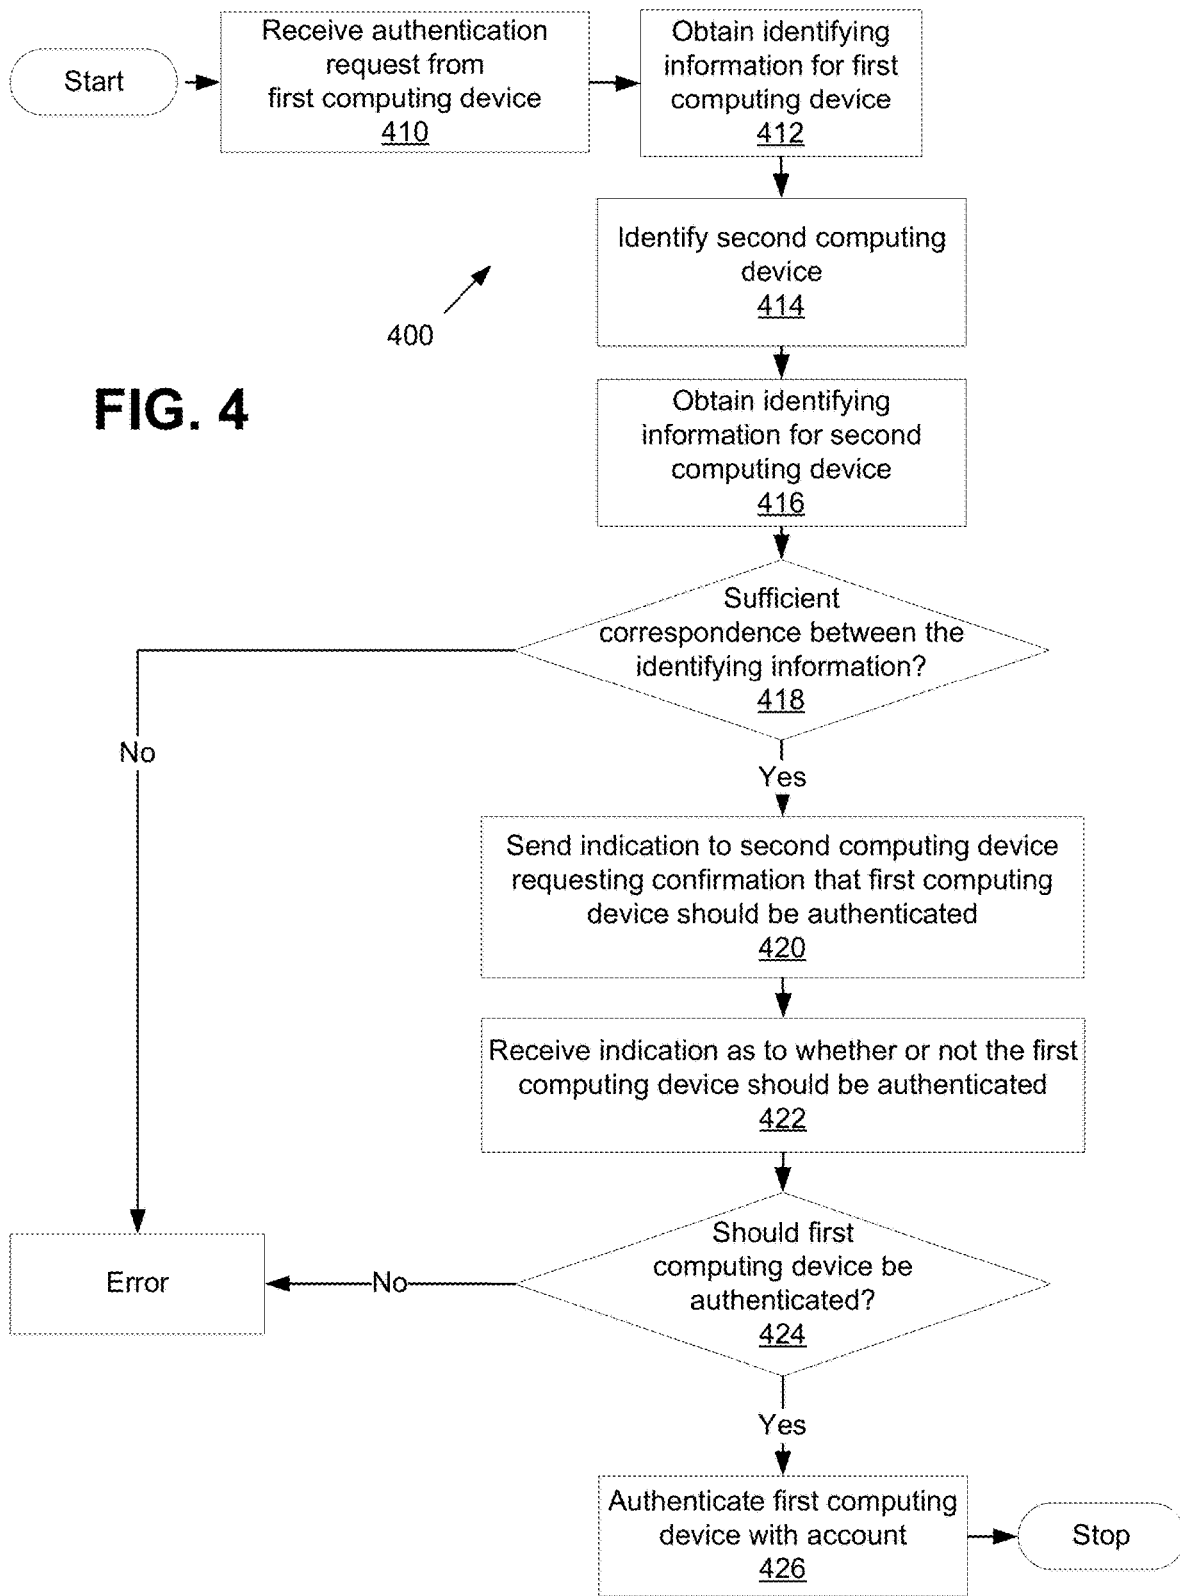 Start
Receive authentication
request from
first computing device
410
Obtain identifying
information for first
computing device
412
Identify second computing
device
414
400
FIG. 4
Obtain identifying
information for second
computing device
416
Sufficient
correspondence between the
identifying information?
418
No
Yes
Send indication to second computing device
requesting confirmation that first computing
device should be authenticated
420
Receive indication as to whether or not the first
computing device should be authenticated
422
Should first
computing device be
authenticated?
424
No
Error
Yes
Authenticate first computing
device with account
426
Stop